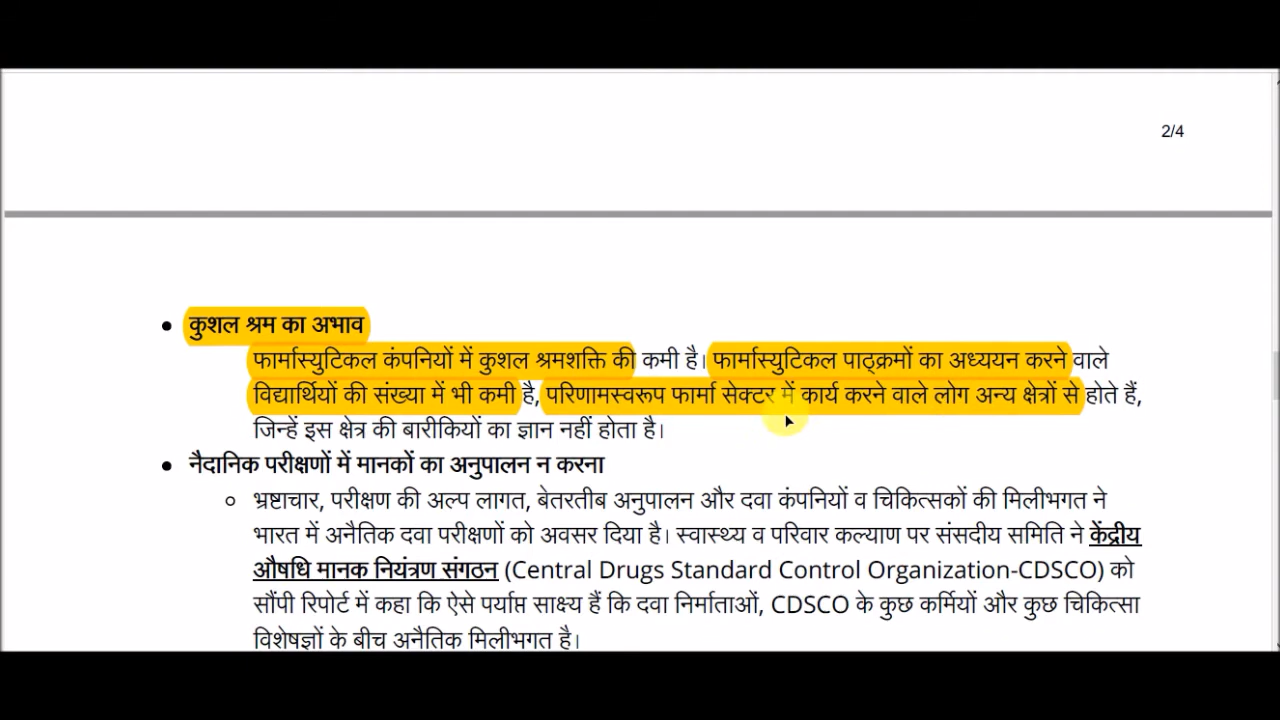 2/4
• कुशल श्रम का अभाव
फार्मास्युटिकल कंपनियों में कुशल श्रमशक्ति की कमी है। फार्मास्युटिकल पाठ्क्रमों का अध्ययन करने वाले
विद्यार्थियों की संख्या में भी कमी है, परिणामस्वरूप फार्मा सेक्टर में कार्य करने वाले लोग अन्य क्षेत्रों से होते हैं,
जिन्हें इस क्षेत्र की बारीकियों का ज्ञान नहीं होता है।
• नैदानिक परीक्षणों में मानकों का अनुपालन न करना
○ भ्रष्टाचार, परीक्षण की अल्प लागत, बेतरतीब अनुपालन और दवा कंपनियों व चिकित्सकों की मिलीभगत ने
भारत में अनैतिक दवा परीक्षणों को अवसर दिया है। स्वास्थ्य व परिवार कल्याण पर संसदीय समिति ने केंद्रीय
औषधि मानक नियंत्रण संगठन (Central Drugs Standard Control Organization-CDSCO) को
सौंपी रिपोर्ट में कहा कि ऐसे पर्याप्त साक्ष्य हैं कि दवा निर्माताओं, CDSCO के कुछ कर्मियों और कुछ चिकित्सा
विशेषज्ञों के बीच अनैतिक मिलीभगत है।